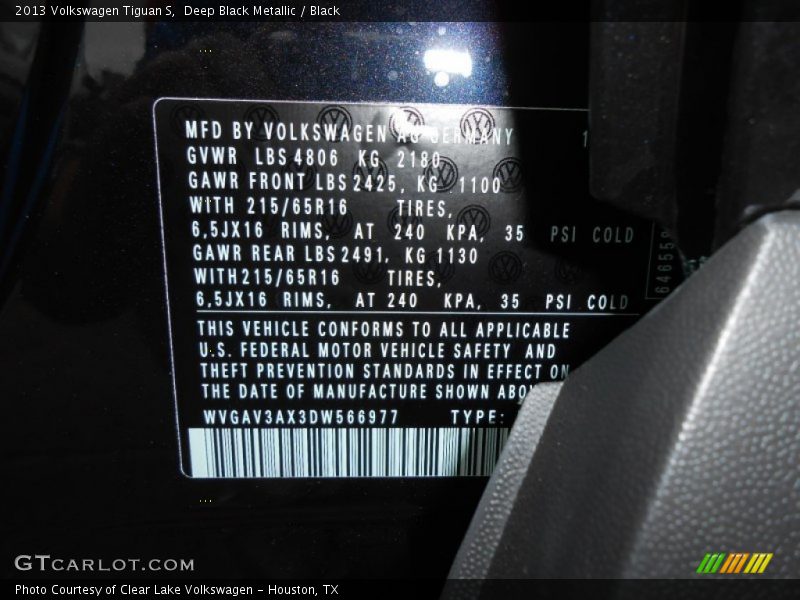 2013 Volkswagen Tiguan S, Deep Black Metallic / Black
MFD BY VOLKSWAGEN AG GERMANY 1
GVWR LBS 4806 KG 2180
GAWR FRONT LBS 2425, KG 1100
WITH 215/65R16 TIRES,
6,5JX16 RIMS, AT 240 KPA, 35 PSI COLD
GAWR REAR LBS 2491, KG 1130
WITH 215/65R16 TIRES,
6,5JX16 RIMS, AT 240 KPA, 35 PSI COLD
THIS VEHICLE CONFORMS TO ALL APPLICABLE
U.S. FEDERAL MOTOR VEHICLE SAFETY AND
THEFT PREVENTION STANDARDS IN EFFECT ON
THE DATE OF MANUFACTURE SHOWN ABOV
WVGAV3AX3DW566977 TYPE:
GTCARLOT.COM
Photo Courtesy of Clear Lake Volkswagen – Houston, TX